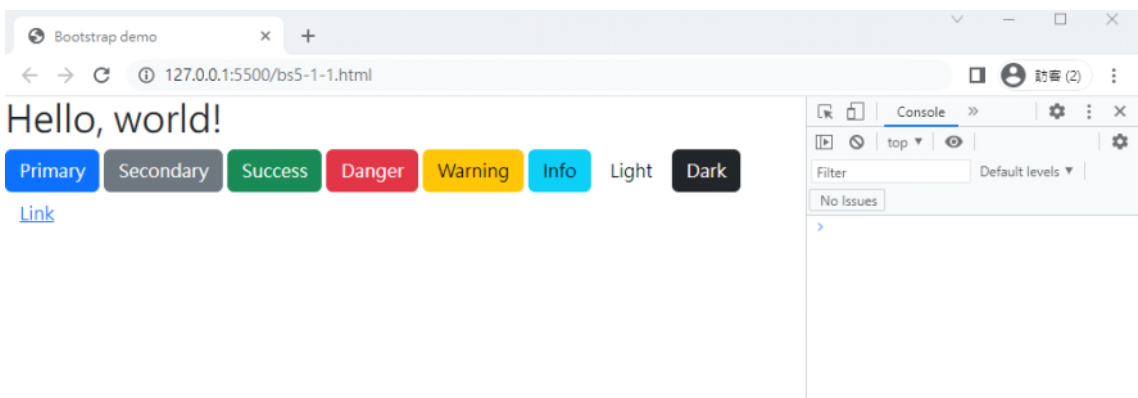 Bootstrap demo
127.0.0.1:5500/bs5-1-1.html
訪客 (2)
Hello, world!
Primary Secondary Success Danger Warning Info Light Dark
Link
Console
top
Filter Default levels
No Issues